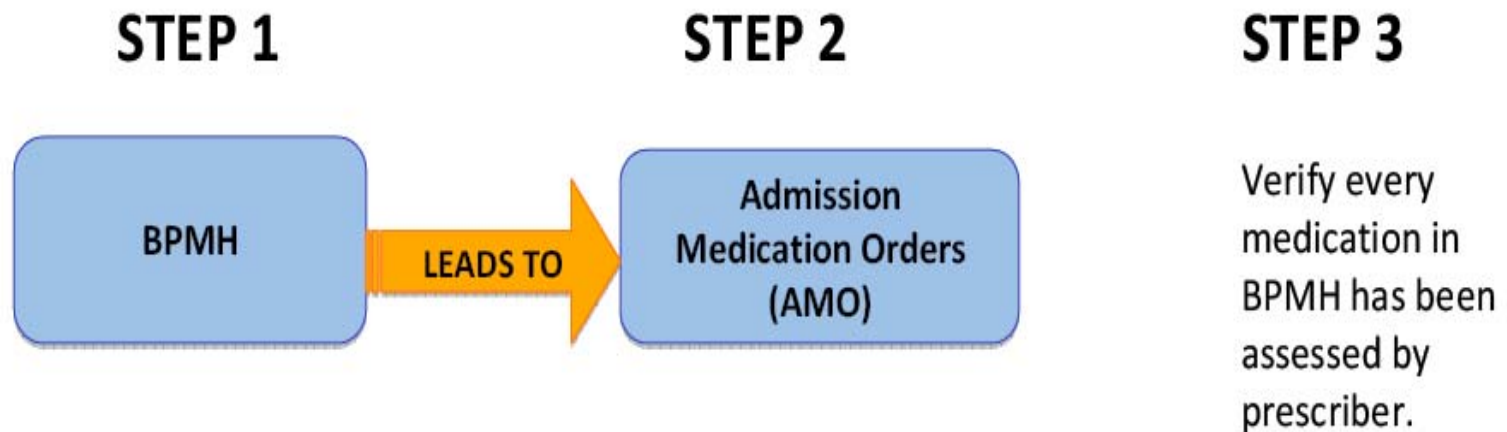 STEP 1
STEP 2
STEP 3
BPMH
LEADS TO
Admission
Medication Orders
(AMO)
Verify every
medication in
BPMH has been
assessed by
prescriber.